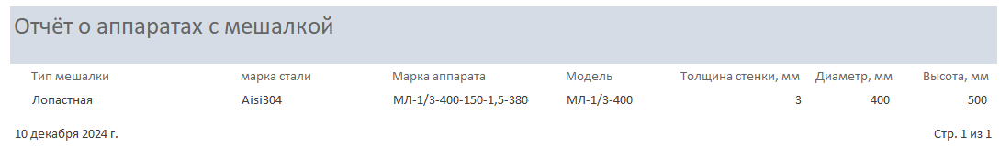 Отчёт о аппаратах с мешалкой
Тип мешалки марка стали Марка аппарата Модель Толщина стенки, мм Диаметр, мм Высота, мм
Лопастная Aisi304 МЛ-1/3-400-150-1,5-380 МЛ-1/3-400 3 400 500
10 декабря 2024 г. Стр. 1 из 1